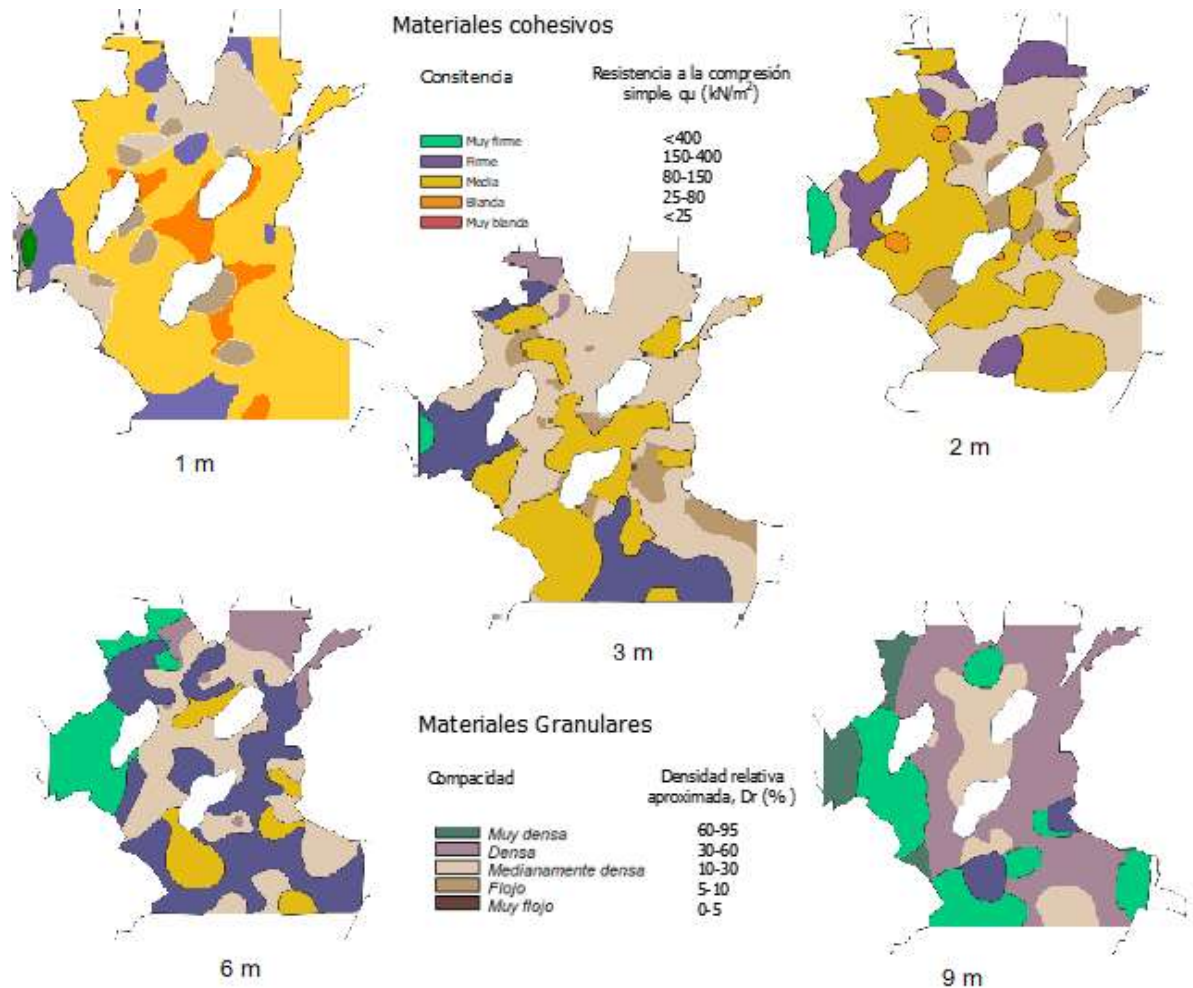 Materiales cohesivos
Consitencia
Resistencia a la compresión
simple, qu (kN/m²)
Muy firme <400
Firme 150-400
Media 80-150
Blanda 25-80
Muy blanda <25
1 m
2 m
3 m
Materiales Granulares
Compacidad
Densidad relativa
aproximada, Dr (%)
Muy densa 60-95
Densa 30-60
Medianamente densa 10-30
Flojo 5-10
Muy flojo 0-5
6 m
9 m